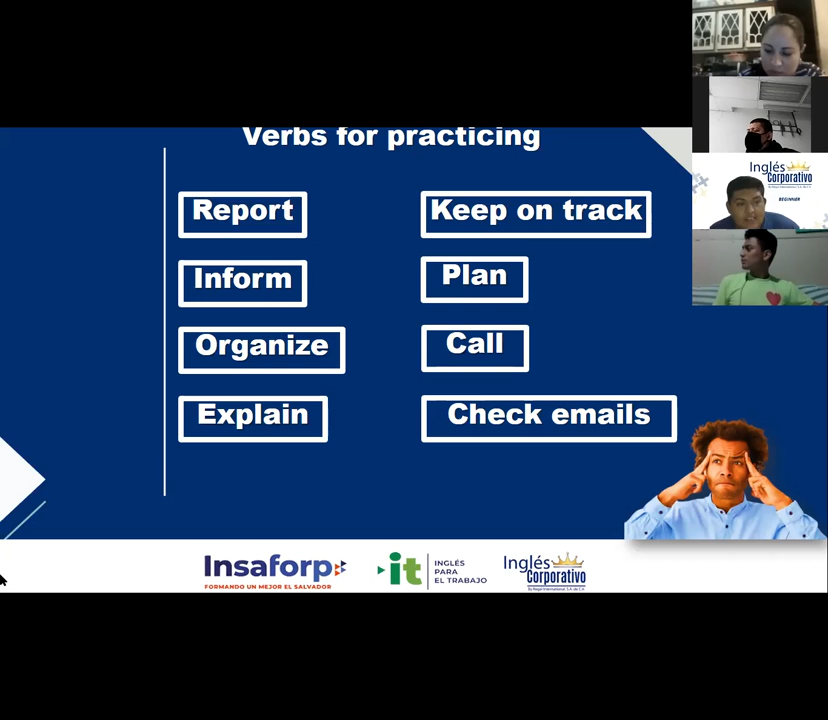 Verbs for practicing
Report
Keep on track
Inform
Plan
Organize
Call
Explain
Check emails
Insaforp
FORMANDO UN MEJOR EL SALVADOR
it
INGLÉS
PARA
EL TRABAJO
Inglés
Corporativo
Inglés
Corporativo
BEGINNER